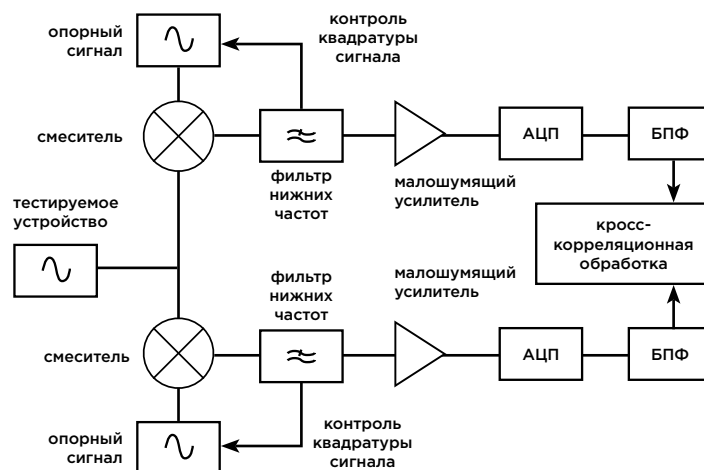 опорный
сигнал
контроль
квадратуры
сигнала
смеситель
АЦП
БПФ
фильтр
нижних
частот
малошумящий
усилитель
тестируемое
устройство
кросс-
корреляционная
обработка
фильтр
нижних
частот
малошумящий
усилитель
смеситель
АЦП
БПФ
опорный
сигнал
контроль
квадратуры
сигнала